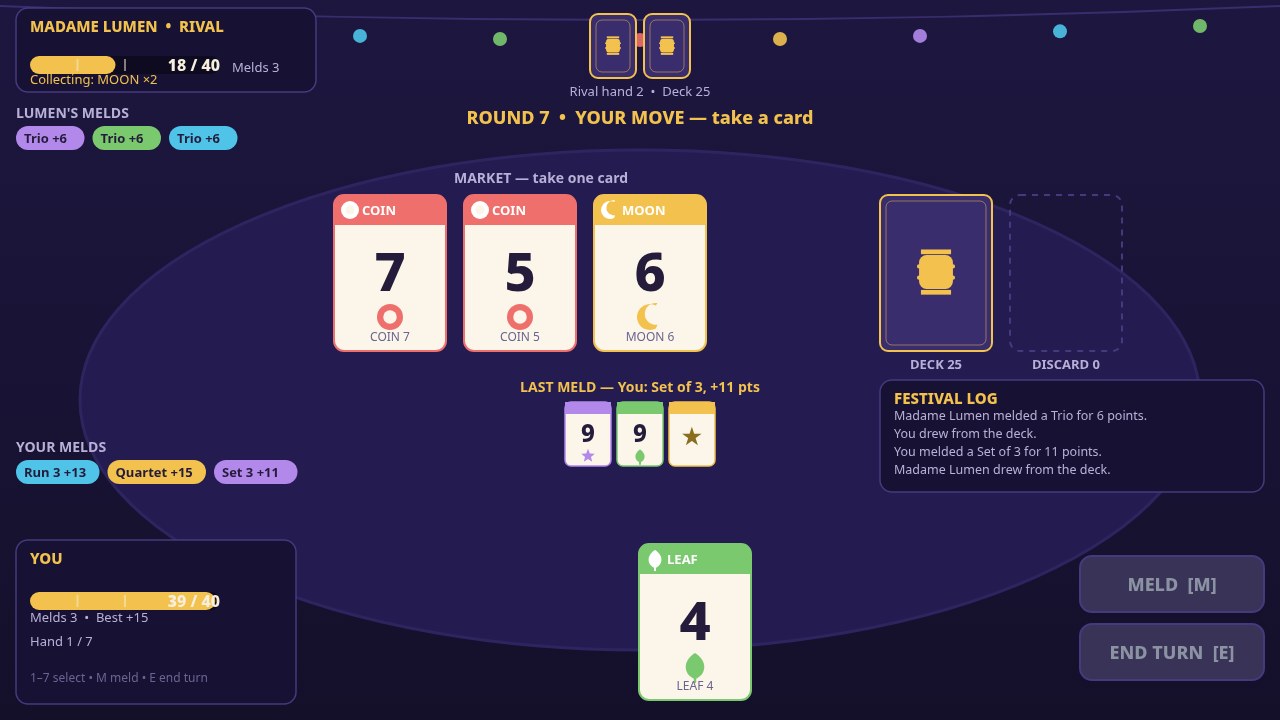 MADAME LUMEN • RIVAL
18 / 40 Melds 3
Collecting: MOON ×2
LUMEN'S MELDS
Trio +6 Trio +6 Trio +6
Rival hand 2 • Deck 25
ROUND 7 • YOUR MOVE — take a card
MARKET — take one card
COIN
7
COIN 7
COIN
5
COIN 5
MOON
6
MOON 6
DECK 25
DISCARD 0
LAST MELD — You: Set of 3, +11 pts
9 9
FESTIVAL LOG
Madame Lumen melded a Trio for 6 points.
You drew from the deck.
You melded a Set of 3 for 11 points.
Madame Lumen drew from the deck.
YOUR MELDS
Run 3 +13 Quartet +15 Set 3 +11
YOU
39 / 40
Melds 3 • Best +15
Hand 1 / 7
1–7 select • M meld • E end turn
LEAF
4
LEAF 4
MELD [M]
END TURN [E]